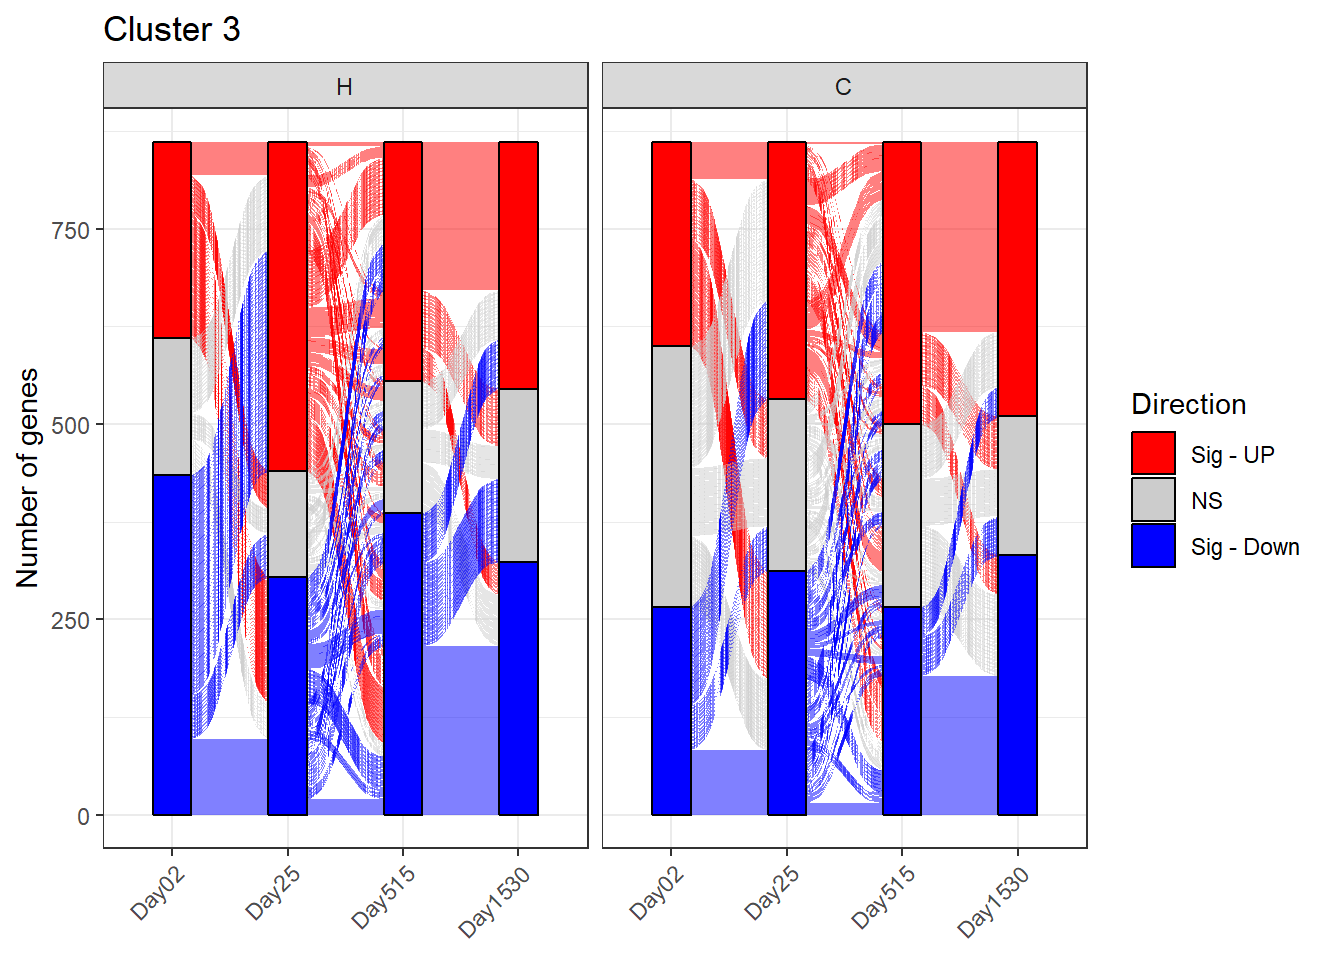 Cluster 3
H
C
Number of genes
750
500
250
0
Day02
Day25
Day515
Day1530
Day02
Day25
Day515
Day1530
Direction
Sig - UP
NS
Sig - Down